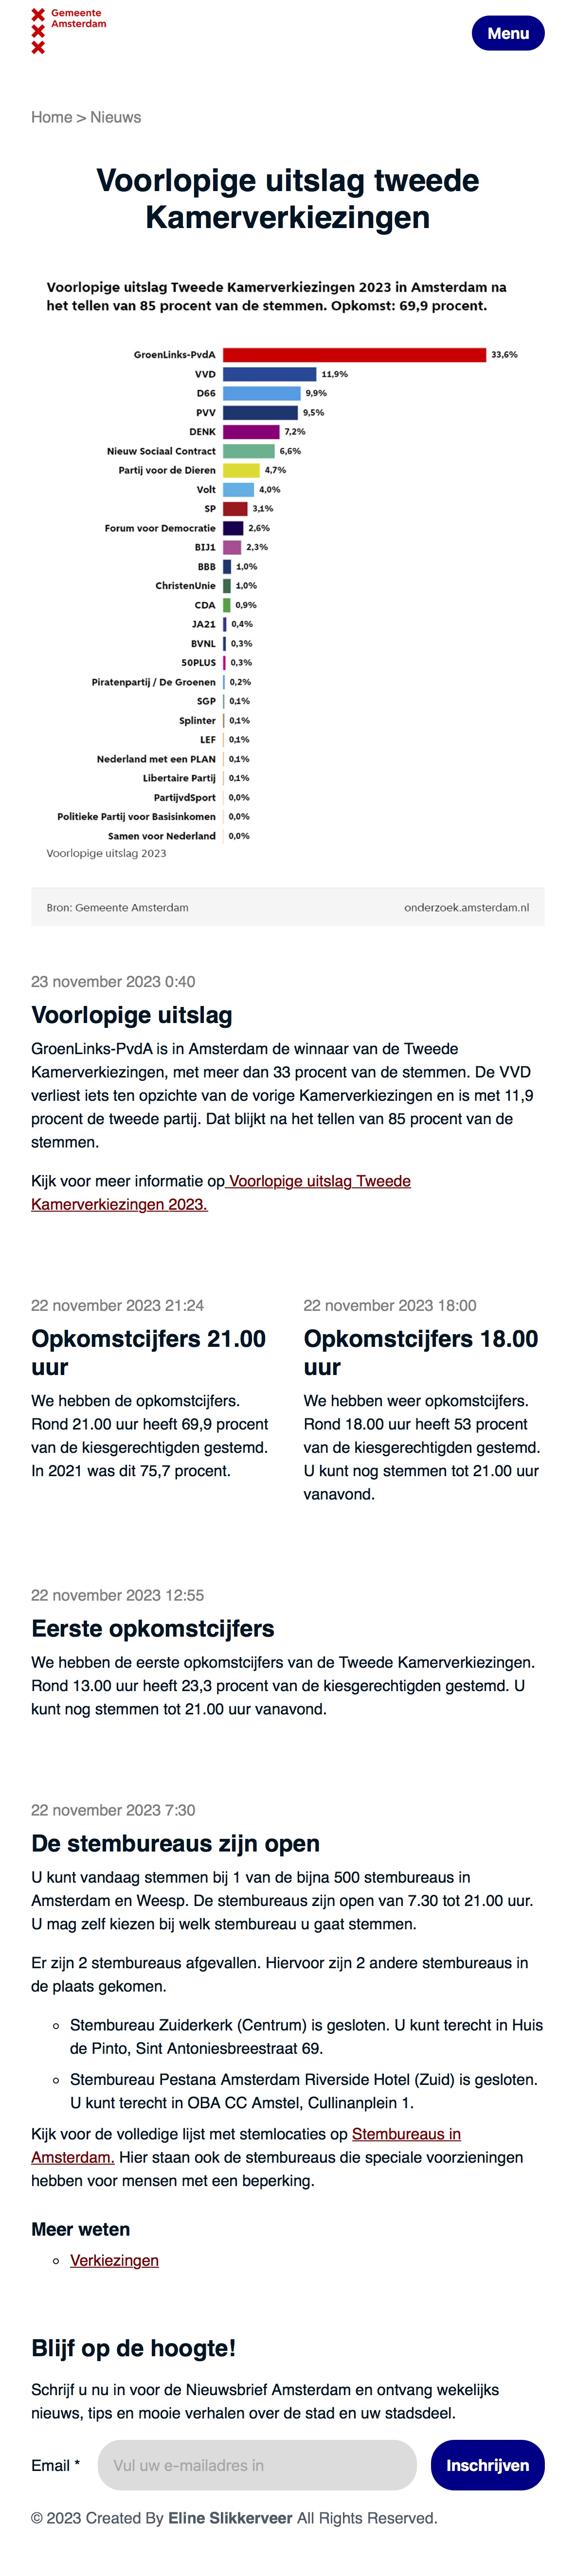 Gemeente
Amsterdam
Menu
Home > Nieuws
Voorlopige uitslag tweede
Kamerverkiezingen
Voorlopige uitslag Tweede Kamerverkiezingen 2023 in Amsterdam na
het tellen van 85 procent van de stemmen. Opkomst: 69,9 procent.
GroenLinks-PvdA 33,6%
VVD 11,9%
D66 9,9%
PVV 9,5%
DENK 7,2%
Nieuw Sociaal Contract 6,6%
Partij voor de Dieren 4,7%
Volt 4,0%
SP 3,1%
Forum voor Democratie 2,6%
BIJ1 2,3%
BBB 1,0%
ChristenUnie 1,0%
CDA 0,9%
JA21 0,4%
BVNL 0,3%
50PLUS 0,3%
Piratenpartij / De Groenen 0,2%
SGP 0,1%
Splinter 0,1%
LEF 0,1%
Nederland met een PLAN 0,1%
Libertaire Partij 0,1%
PartijvdSport 0,0%
Politieke Partij voor Basisinkomen 0,0%
Samen voor Nederland 0,0%
Voorlopige uitslag 2023
Bron: Gemeente Amsterdam onderzoek.amsterdam.nl
23 november 2023 0:40
Voorlopige uitslag
GroenLinks-PvdA is in Amsterdam de winnaar van de Tweede
Kamerverkiezingen, met meer dan 33 procent van de stemmen. De VVD
verliest iets ten opzichte van de vorige Kamerverkiezingen en is met 11,9
procent de tweede partij. Dat blijkt na het tellen van 85 procent van de
stemmen.
Kijk voor meer informatie op Voorlopige uitslag Tweede
Kamerverkiezingen 2023.
22 november 2023 21:24
Opkomstcijfers 21.00
uur
We hebben de opkomstcijfers.
Rond 21.00 uur heeft 69,9 procent
van de kiesgerechtigden gestemd.
In 2021 was dit 75,7 procent.
22 november 2023 18:00
Opkomstcijfers 18.00
uur
We hebben weer opkomstcijfers.
Rond 18.00 uur heeft 53 procent
van de kiesgerechtigden gestemd.
U kunt nog stemmen tot 21.00 uur
vanavond.
22 november 2023 12:55
Eerste opkomstcijfers
We hebben de eerste opkomstcijfers van de Tweede Kamerverkiezingen.
Rond 13.00 uur heeft 23,3 procent van de kiesgerechtigden gestemd. U
kunt nog stemmen tot 21.00 uur vanavond.
22 november 2023 7:30
De stembureaus zijn open
U kunt vandaag stemmen bij 1 van de bijna 500 stembureaus in
Amsterdam en Weesp. De stembureaus zijn open van 7.30 tot 21.00 uur.
U mag zelf kiezen bij welk stembureau u gaat stemmen.
Er zijn 2 stembureaus afgevallen. Hiervoor zijn 2 andere stembureaus in
de plaats gekomen.
Stembureau Zuiderkerk (Centrum) is gesloten. U kunt terecht in Huis
de Pinto, Sint Antoniesbreestraat 69.
Stembureau Pestana Amsterdam Riverside Hotel (Zuid) is gesloten.
U kunt terecht in OBA CC Amstel, Cullinanplein 1.
Kijk voor de volledige lijst met stemlocaties op Stembureaus in
Amsterdam. Hier staan ook de stembureaus die speciale voorzieningen
hebben voor mensen met een beperking.
Meer weten
Verkiezingen
Blijf op de hoogte!
Schrijf u nu in voor de Nieuwsbrief Amsterdam en ontvang wekelijks
nieuws, tips en mooie verhalen over de stad en uw stadsdeel.
Email * Vul uw e-mailadres in Inschrijven
© 2023 Created By Eline Slikkerveer All Rights Reserved.